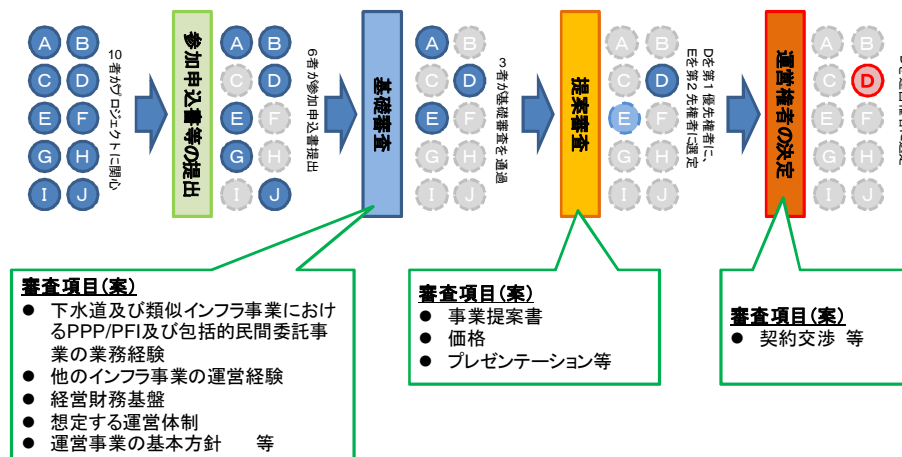 A B
C D
E F
G H
I J
10者がプロジェクトに関心
参加申込書等の提出
A B
C D
E F
G H
I J
6者が参加申込書提出
基礎審査
A B
C D
E F
G H
I J
3者が基礎審査を通過
提案審査
A B
C D
E F
G H
I J
Dを第1優先権者に、
Eを第2先権者に選定
運営権者の決定
A B
C D
E F
G H
I J
審査項目(案)
● 下水道及び類似インフラ事業におけ
るPPP/PFI及び包括的民間委託事
業の業務経験
● 他のインフラ事業の運営経験
● 経営財務基盤
● 想定する運営体制
● 運営事業の基本方針 等
審査項目(案)
● 事業提案書
● 価格
● プレゼンテーション等
審査項目(案)
● 契約交渉 等